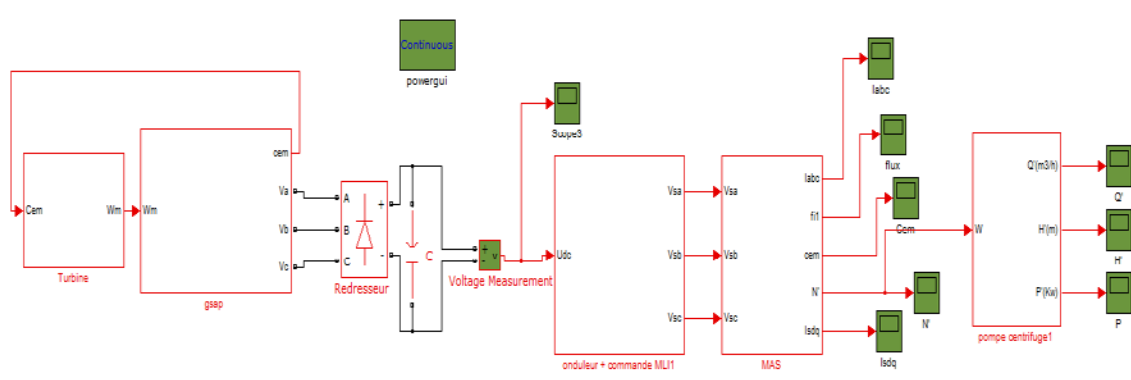 Continuous
powergui
Iabc
Scope3
flux
Com
cem
Va
Vb
Vc
Wm
gsap
Cem
Wm
Turbine
A
B
C
+
-
Redresseur
C
+
-
v
Voltage Measurement
Udc
Vsa
Vsb
Vsc
onduleur + commande MLI1
Vsa
Vsb
Vsc
Iabc
fi1
cem
N'
Isdq
MAS
N'
Isdq
W
Q'(m3/h)
H'(m)
P'(Kw)
pompe centrifuge1
Q'
H'
P